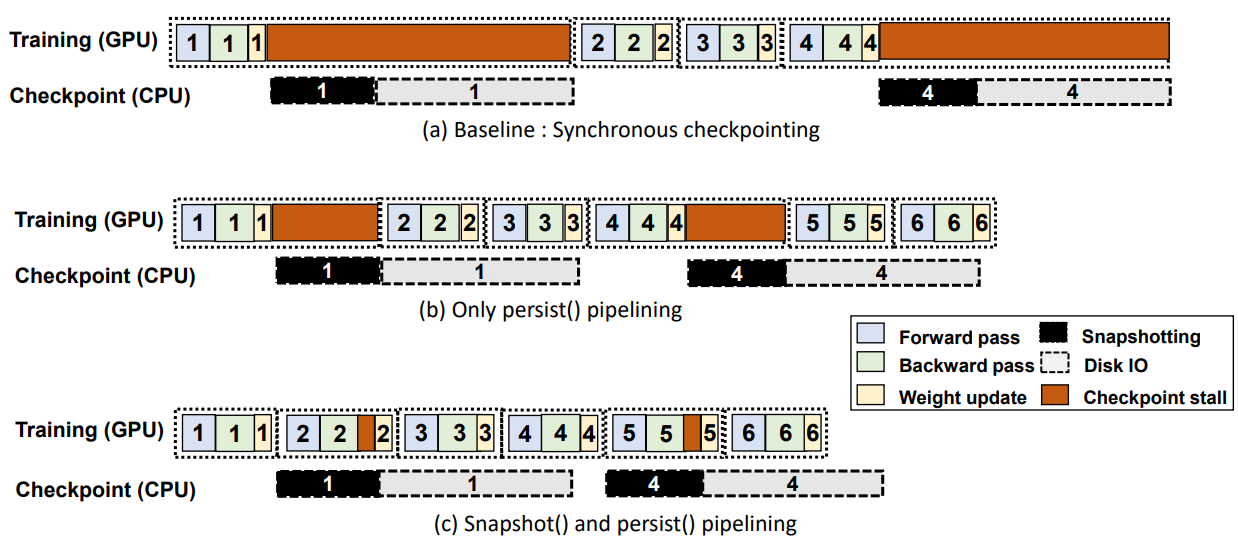 Training (GPU) 1 1 1 2 2 2 3 3 3 4 4 4
Checkpoint (CPU) 1 1 4 4
(a) Baseline : Synchronous checkpointing
Training (GPU) 1 1 1 2 2 2 3 3 3 4 4 4 5 5 5 6 6 6
Checkpoint (CPU) 1 1 4 4
(b) Only persist() pipelining
Forward pass Snapshotting
Backward pass Disk IO
Weight update Checkpoint stall
Training (GPU) 1 1 1 2 2 2 3 3 3 4 4 4 5 5 5 6 6 6
Checkpoint (CPU) 1 1 4 4
(c) Snapshot() and persist() pipelining